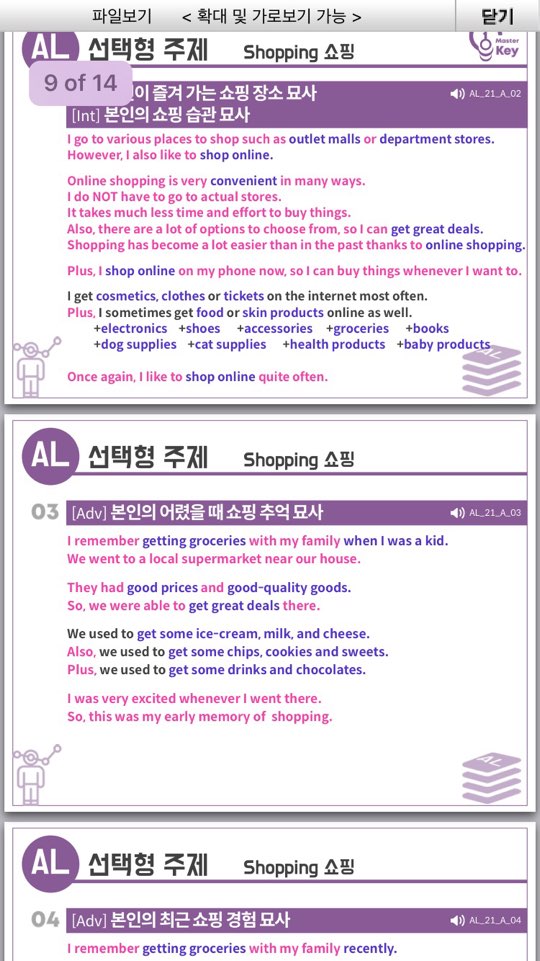 파일보기 < 확대 및 가로보기 가능 > 닫기
AL 선택형 주제 Shopping 쇼핑
Master
Key
9 of 14
이 즐겨 가는 쇼핑 장소 묘사 AL_21_A_02
[Int] 본인의 쇼핑 습관 묘사
I go to various places to shop such as outlet malls or department stores.
However, I also like to shop online.
Online shopping is very convenient in many ways.
I do NOT have to go to actual stores.
It takes much less time and effort to buy things.
Also, there are a lot of options to choose from, so I can get great deals.
Shopping has become a lot easier than in the past thanks to online shopping.
Plus, I shop online on my phone now, so I can buy things whenever I want to.
I get cosmetics, clothes or tickets on the internet most often.
Plus, I sometimes get food or skin products online as well.
+electronics +shoes +accessories +groceries +books
+dog supplies +cat supplies +health products +baby products
AL
Once again, I like to shop online quite often.
AL 선택형 주제 Shopping 쇼핑
03 [Adv] 본인의 어렸을 때 쇼핑 추억 묘사 AL_21_A_03
I remember getting groceries with my family when I was a kid.
We went to a local supermarket near our house.
They had good prices and good-quality goods.
So, we were able to get great deals there.
We used to get some ice-cream, milk, and cheese.
Also, we used to get some chips, cookies and sweets.
Plus, we used to get some drinks and chocolates.
I was very excited whenever I went there.
So, this was my early memory of shopping.
AL
AL 선택형 주제 Shopping 쇼핑
04 [Adv] 본인의 최근 쇼핑 경험 묘사 AL_21_A_04
I remember getting groceries with my family recently.